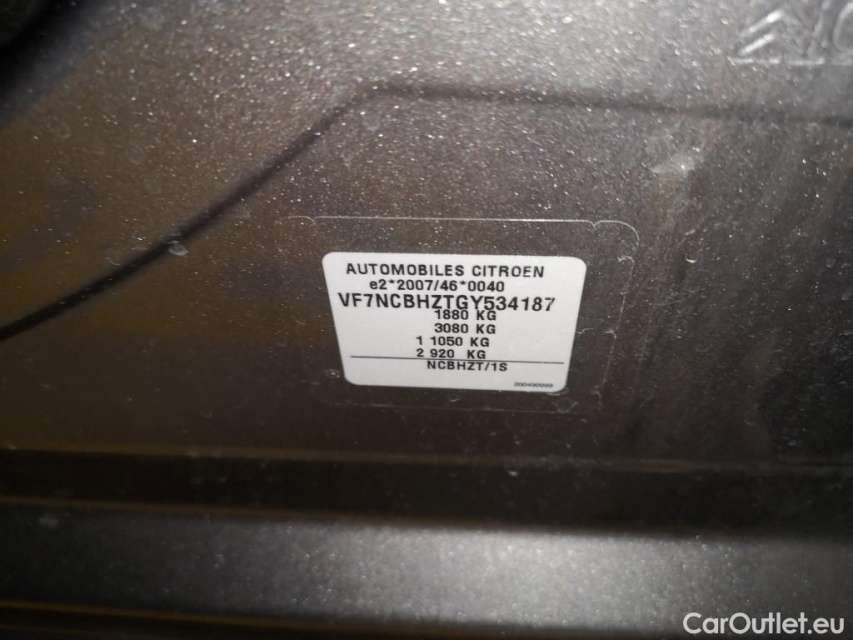 AUTOMOBILES CITROEN
e2*2007/46*0040
VF7NCBHZTGY534187
1880 KG
3080 KG
1 1050 KG
2 920 KG
NCBHZT/1S
CarOutlet.eu